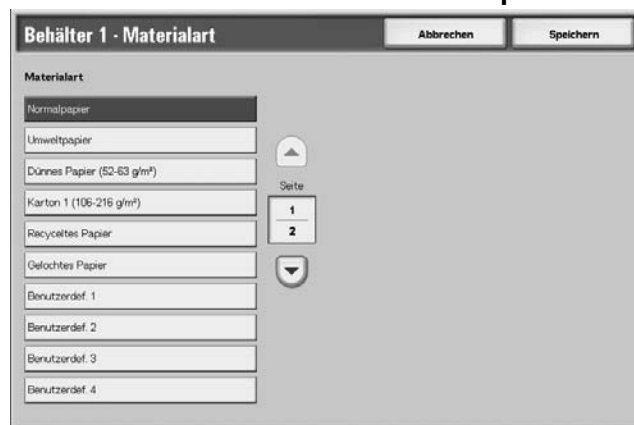 Behälter 1 - Materialart
Abbrechen
Speichern
Materialart
Normalpapier
Umweltpapier
Dünnes Papier (52-63 g/m²)
Karton 1 (106-216 g/m²)
Recyceltes Papier
Gelochtes Papier
Benutzerdef. 1
Benutzerdef. 2
Benutzerdef. 3
Benutzerdef. 4
Seite
1
2